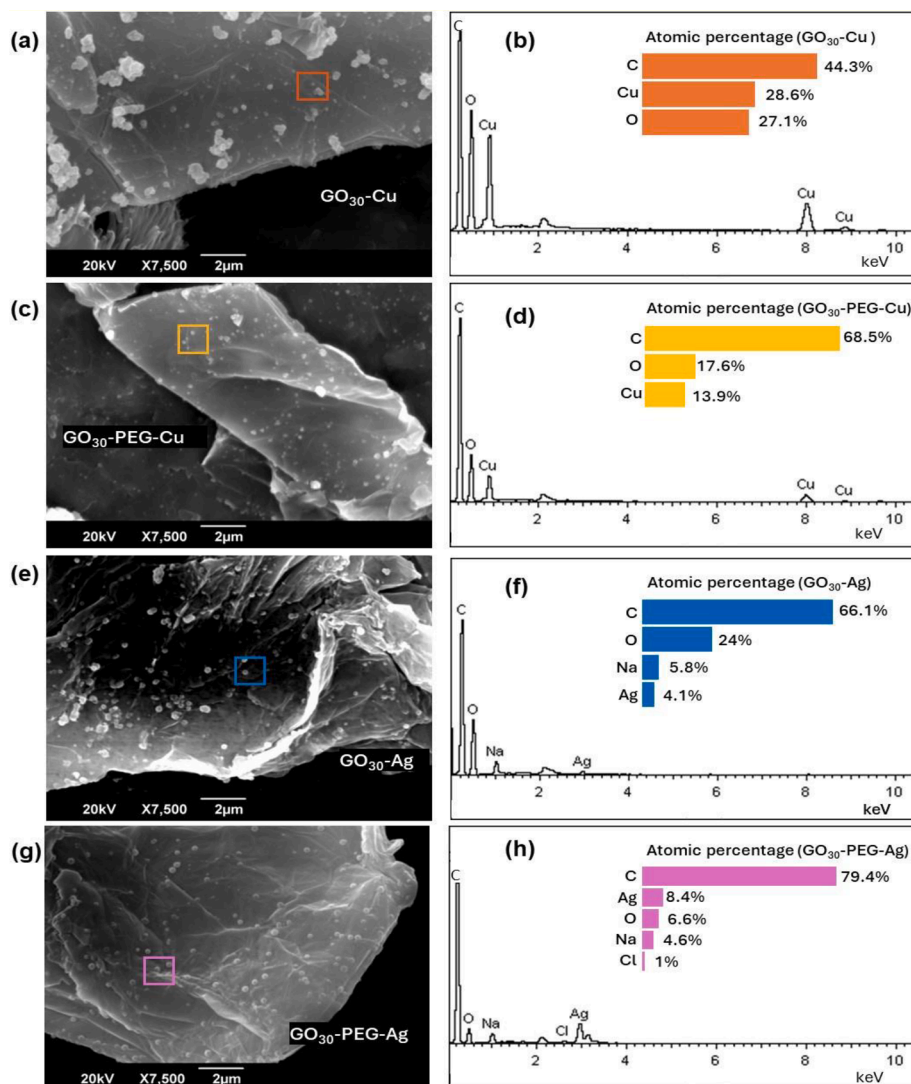 (a)
GO₃₀-Cu
20kV X7,500 2μm
(b)
Atomic percentage (GO₃₀-Cu )
C 44.3%
Cu 28.6%
O 27.1%
C
O
Cu
Cu
Cu
2 4 6 8 10
keV
(c)
GO₃₀-PEG-Cu
20kV X7,500 2μm
(d)
Atomic percentage (GO₃₀-PEG-Cu)
C 68.5%
O 17.6%
Cu 13.9%
C
O
Cu
Cu
Cu
2 4 6 8 10
keV
(e)
GO₃₀-Ag
20kV X7,500 2μm
(f)
Atomic percentage (GO₃₀-Ag)
C 66.1%
O 24%
Na 5.8%
Ag 4.1%
C
O
Na
Ag
2 4 6 8 10
keV
(g)
GO₃₀-PEG-Ag
20kV X7,500 2μm
(h)
Atomic percentage (GO₃₀-PEG-Ag)
C 79.4%
Ag 8.4%
O 6.6%
Na 4.6%
Cl 1%
C
O
Na
Cl
Ag
2 4 6 8 10
keV